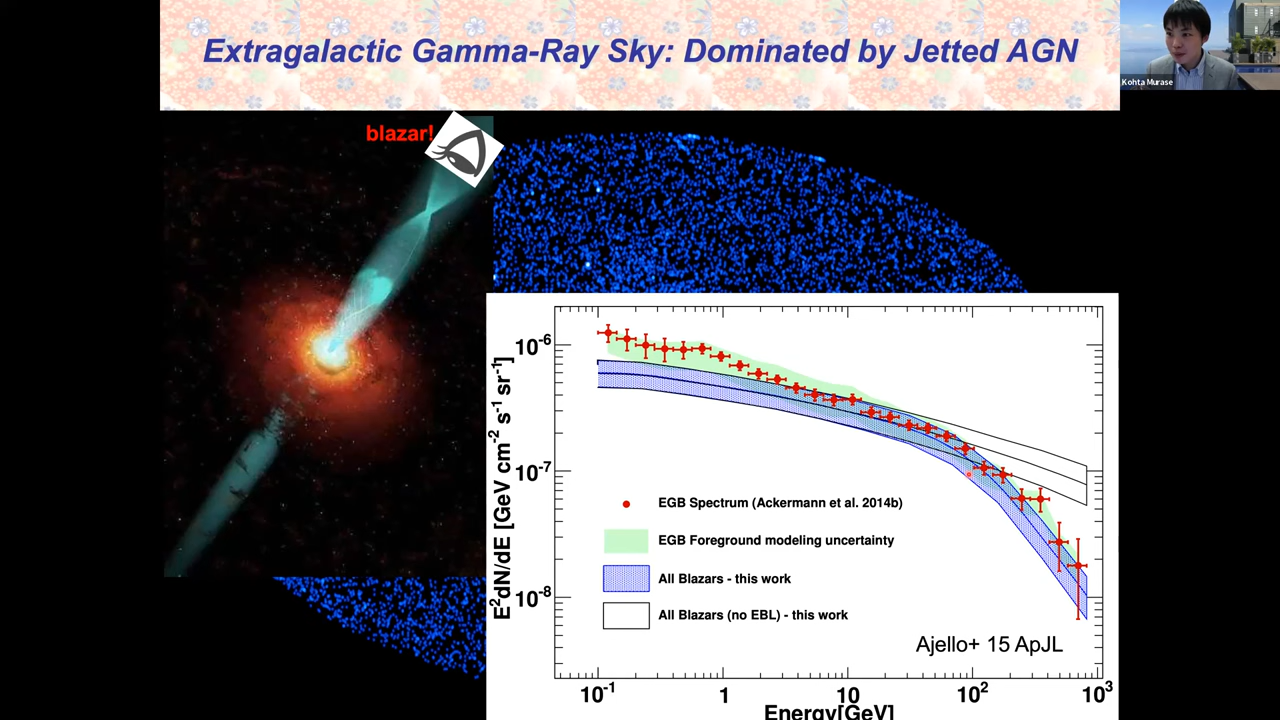 Extragalactic Gamma-Ray Sky: Dominated by Jetted AGN
Kohta Murase
blazar!
E²dN/dE [GeV cm⁻² s⁻¹ sr⁻¹]
10⁻⁶
10⁻⁷
10⁻⁸
EGB Spectrum (Ackermann et al. 2014b)
EGB Foreground modeling uncertainty
All Blazars - this work
All Blazars (no EBL) - this work
Ajello+ 15 ApJL
10⁻¹ 1 10 10² 10³
Energy[GeV]